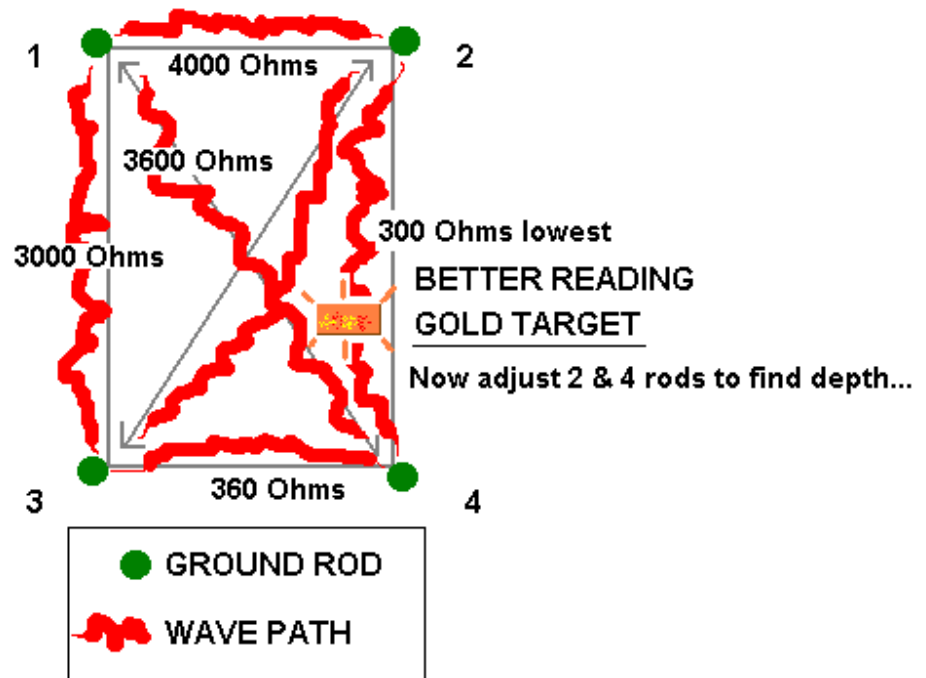 1
2
4000 Ohms
3600 Ohms
300 Ohms lowest
3000 Ohms
BETTER READING
GOLD TARGET
Now adjust 2 & 4 rods to find depth...
360 Ohms
3
4
GROUND ROD
WAVE PATH